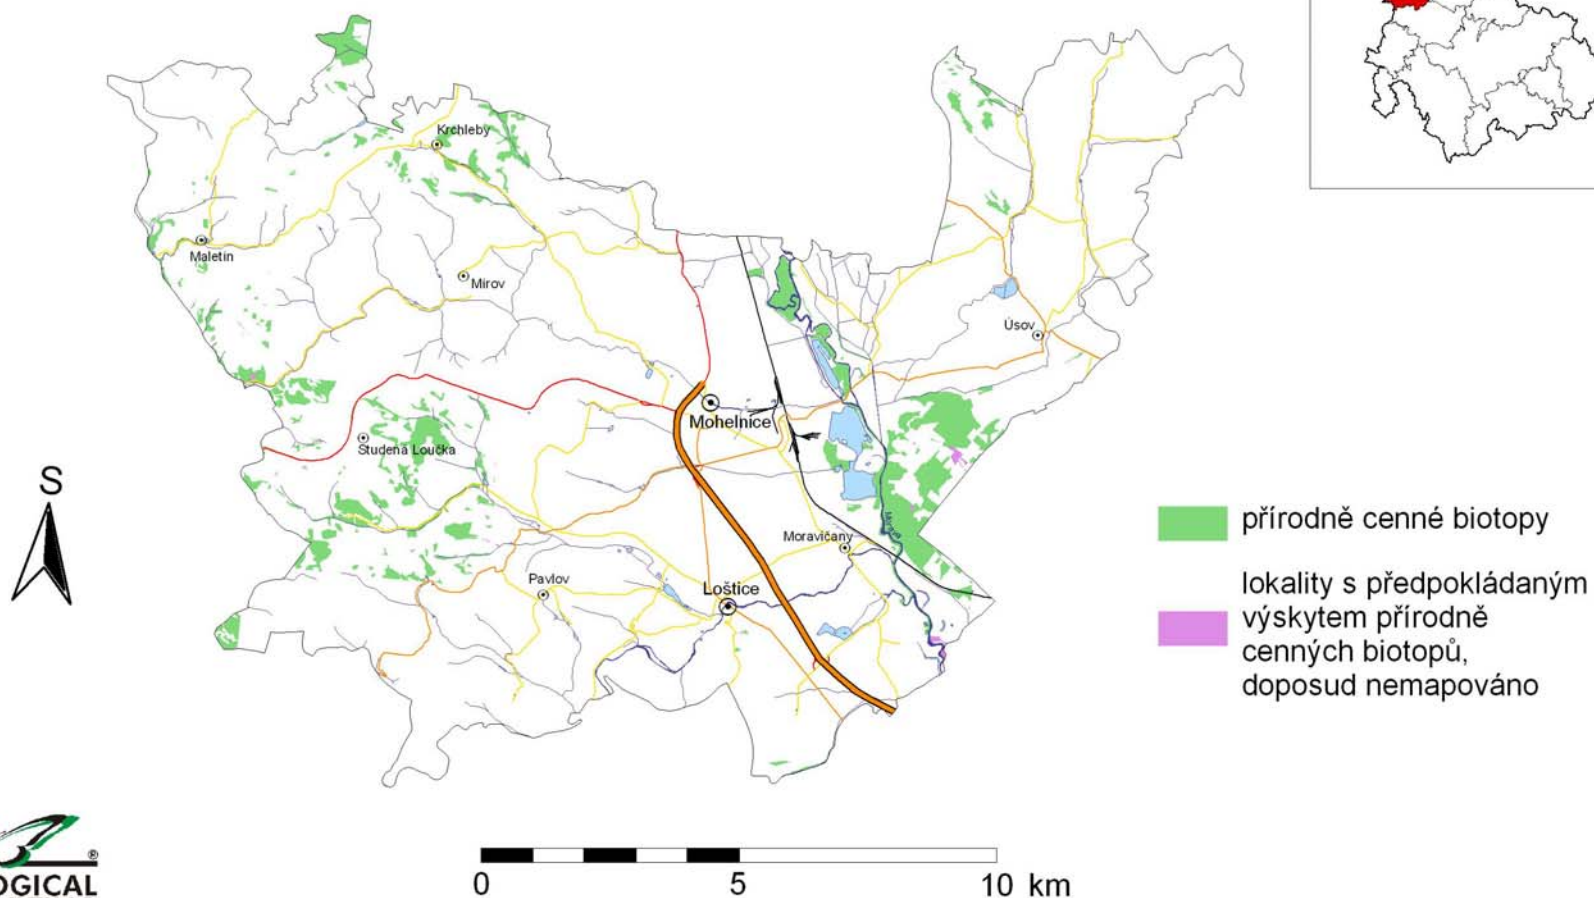 Krchleby
Maletín
Mírov
Úsov
Mohelnice
Studená Loučka
S
Moravičany
Pavlov
Loštice
přírodně cenné biotopy
lokality s předpokládaným
výskytem přírodně
cenných biotopů,
doposud nemapováno
®
OGICAL
0 5 10 km